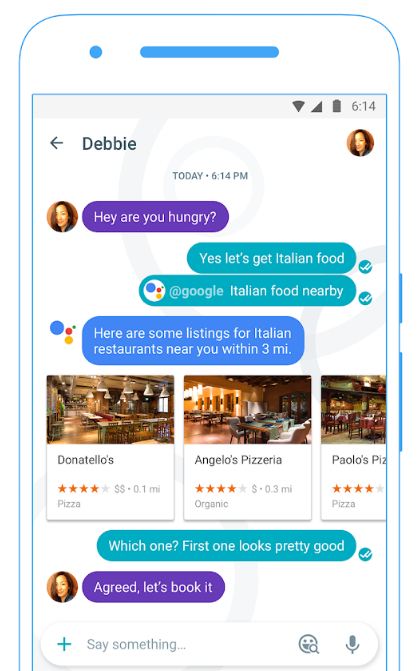 6:14
Debbie
TODAY • 6:14 PM
Hey are you hungry?
Yes let's get Italian food
@google Italian food nearby
Here are some listings for Italian
restaurants near you within 3 mi.
Donatello's
$$ • 0.1 mi
Pizza
Angelo's Pizzeria
$ • 0.3 mi
Organic
Paolo's Piz
Pizza
Which one? First one looks pretty good
Agreed, let's book it
Say something...